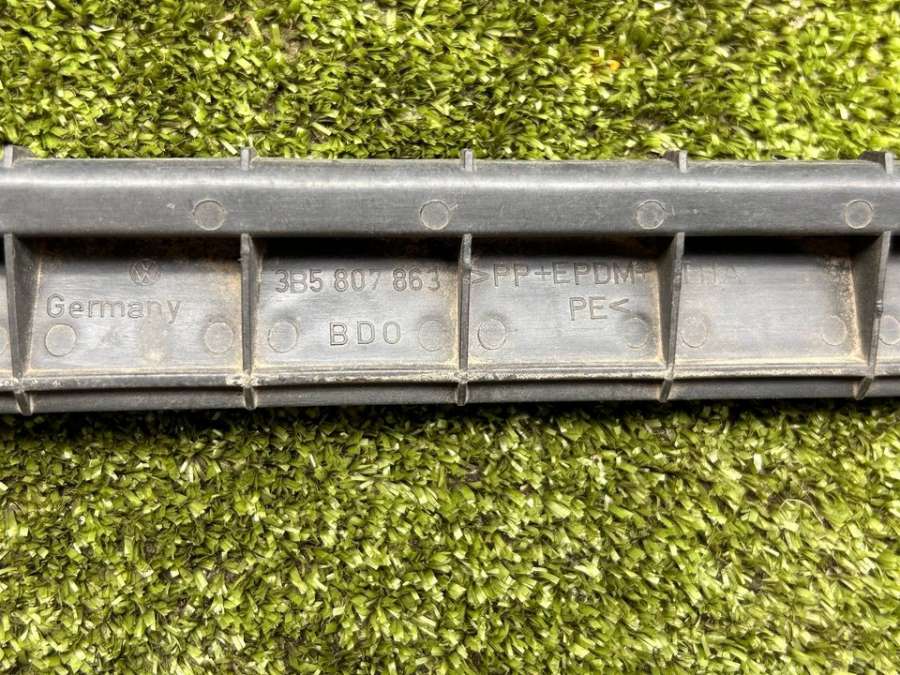 Germany
3B5 807 863
BDO
>PP+EPDM+
PE<